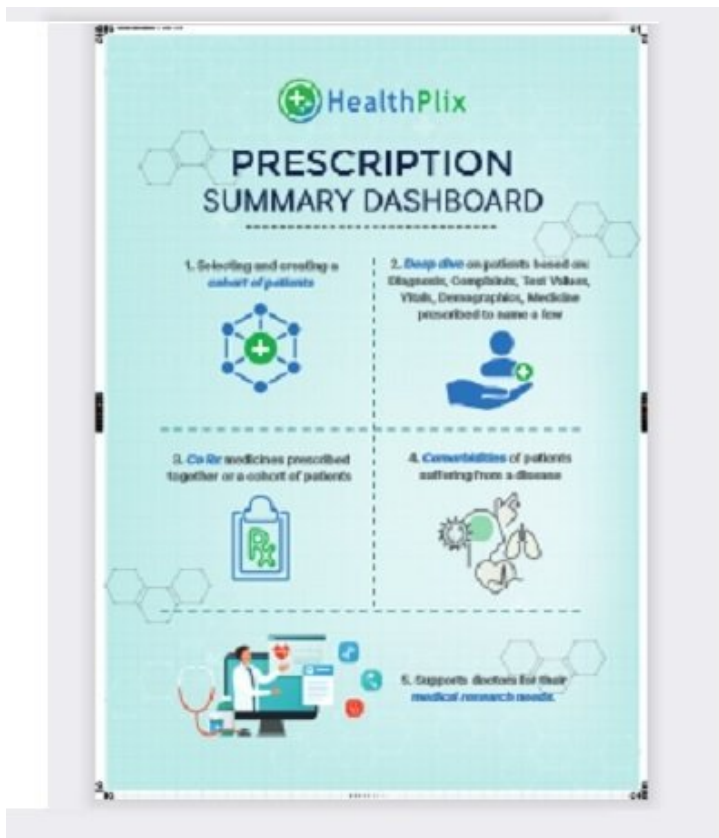 HealthPlix
PRESCRIPTION
SUMMARY DASHBOARD
1. Selecting and creating a
cohort of patients
2. Deep dive on patients based on:
Diagnosis, Complaints, Test Values,
Vitals, Demographics, Medicine
prescribed to name a few
3. Co Rx medicines prescribed
together or a cohort of patients
Rx
4. Comorbidities of patients
suffering from a disease
5. Supports doctors for their
medical research needs.